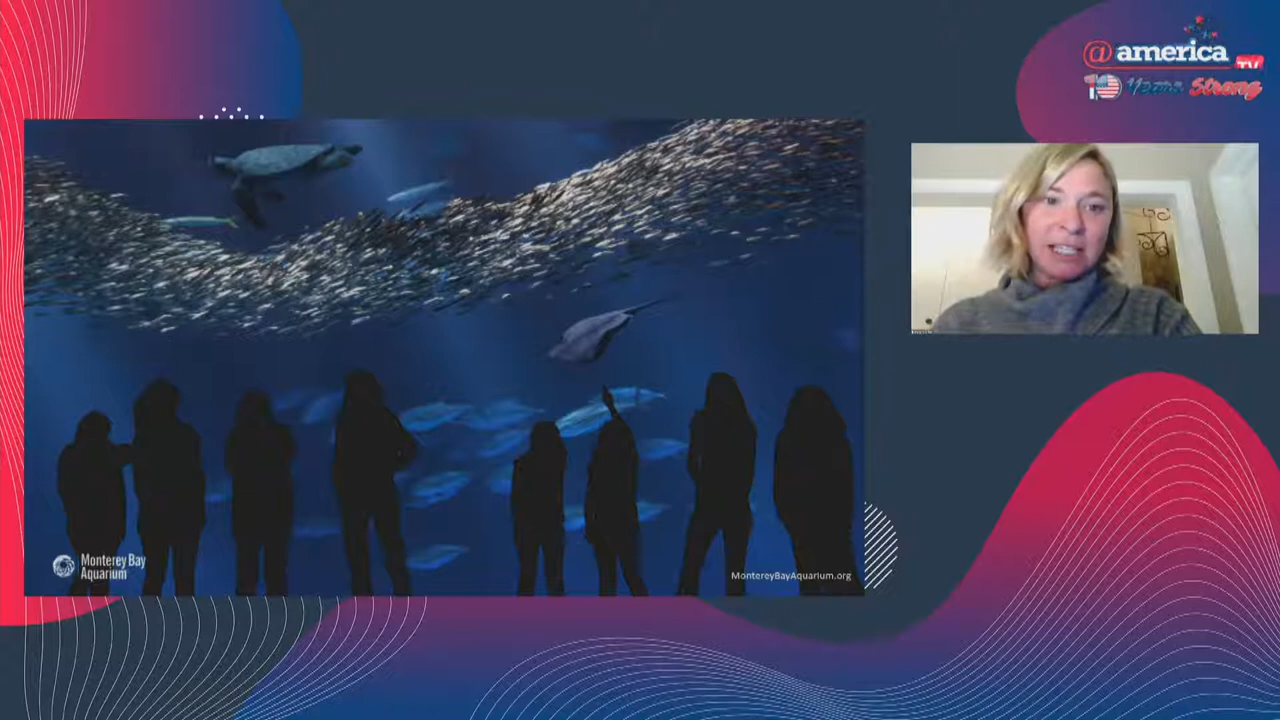 @america
TV
10 Years Strong
Monterey Bay
Aquarium
MontereyBayAquarium.org